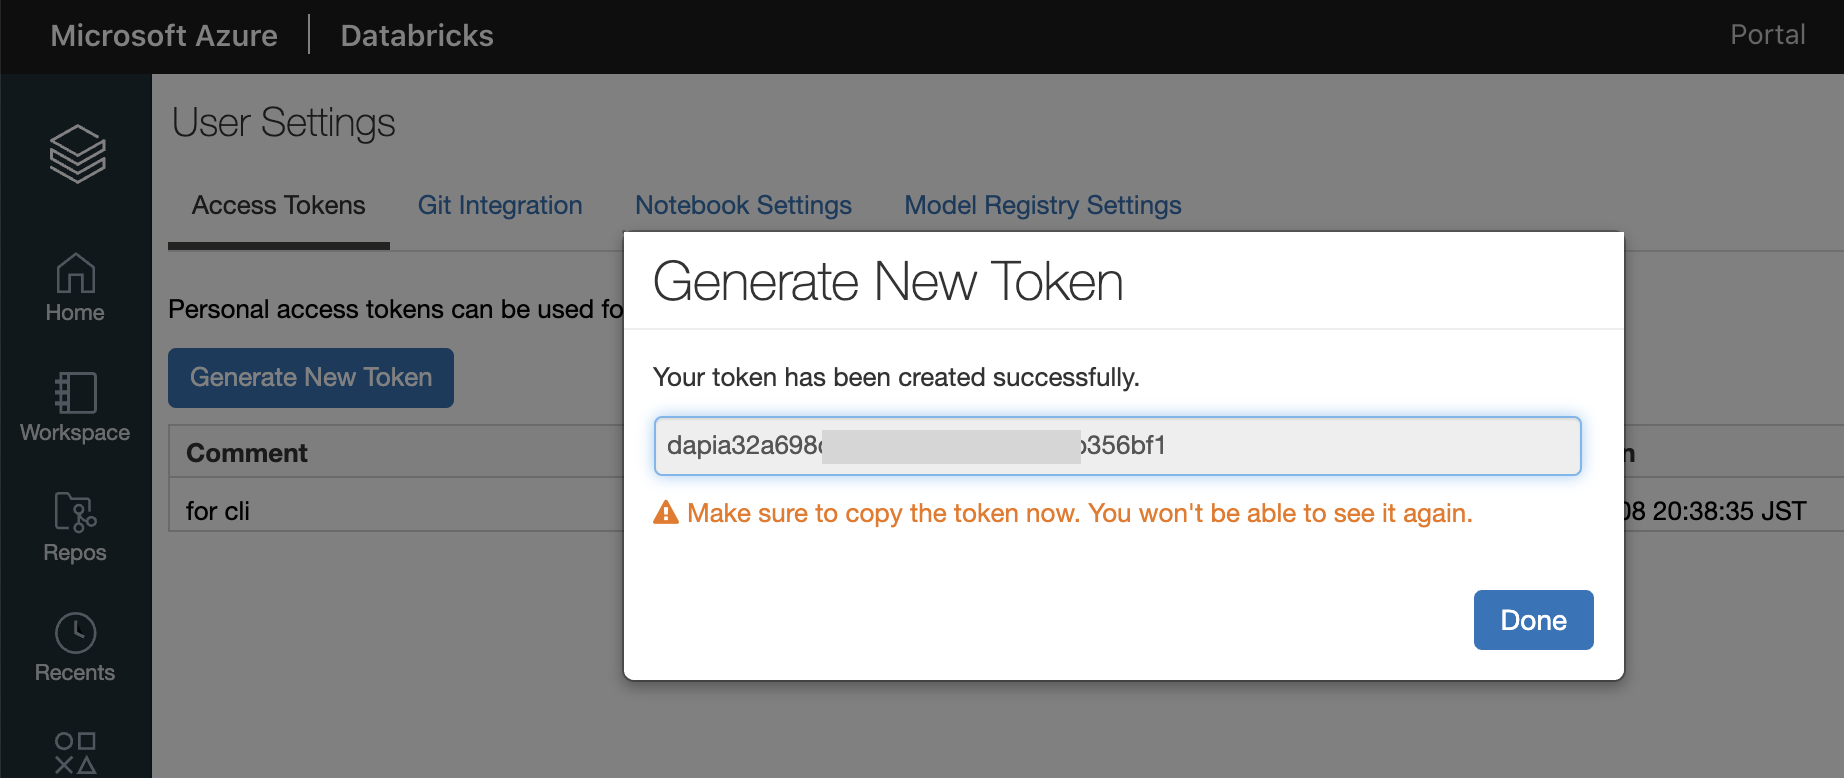 Microsoft Azure | Databricks
Portal
User Settings
Access Tokens
Git Integration
Notebook Settings
Model Registry Settings
Home
Workspace
Repos
Recents
Personal access tokens can be used fo
Generate New Token
Comment
n
for cli
08 20:38:35 JST
Generate New Token
Your token has been created successfully.
dapia32a698 356bf1
Make sure to copy the token now. You won't be able to see it again.
Done